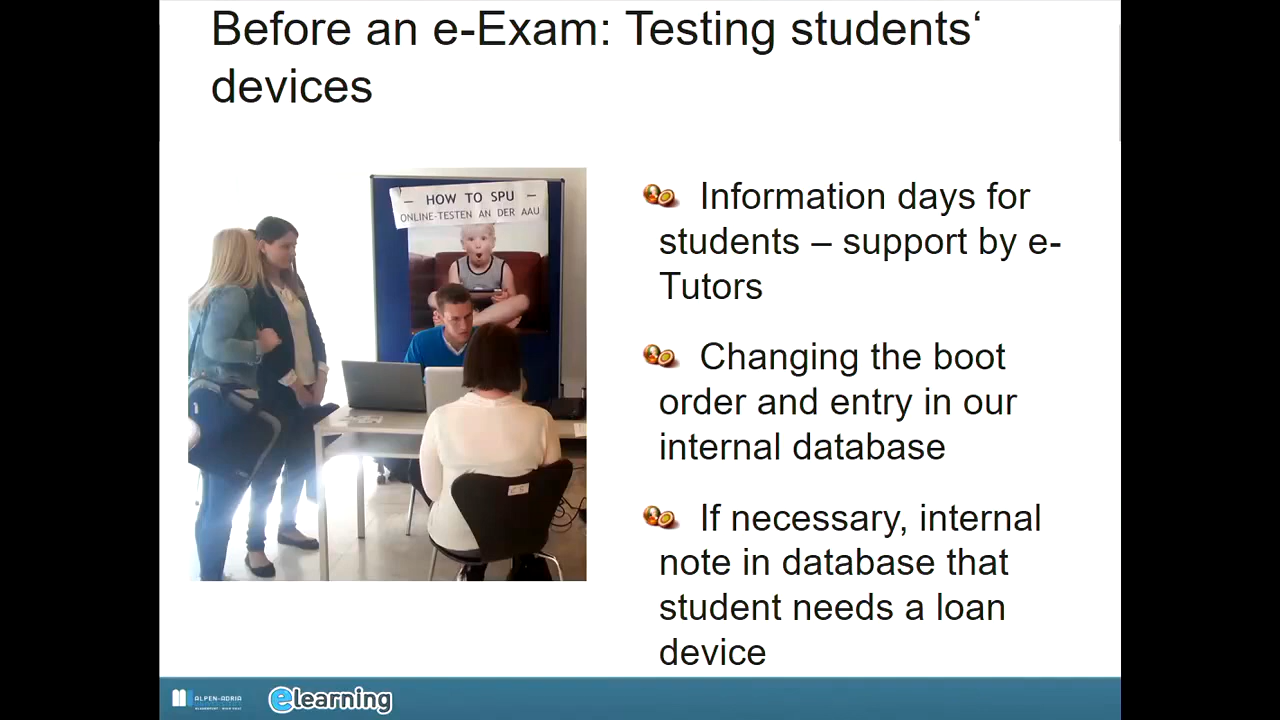 Before an e-Exam: Testing students‘
devices
— HOW TO SPU —
ONLINE-TESTEN AN DER AAU
Information days for
students – support by e-
Tutors
Changing the boot
order and entry in our
internal database
If necessary, internal
note in database that
student needs a loan
device
ALPEN-ADRIA
elearning